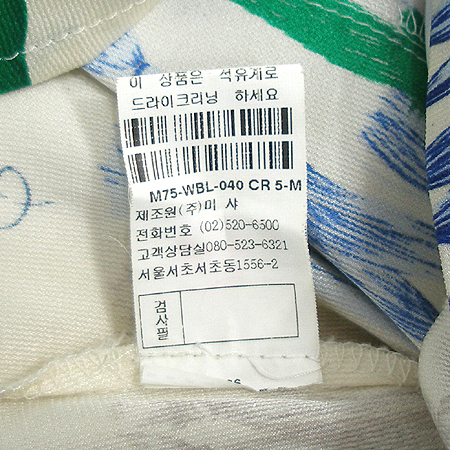 이 상품은 석유계로
드라이크리닝 하세요
M75-WBL-040 CR 5-M
제조원(주)미 샤
전화번호 (02)520-6500
고객상담실080-523-6321
서울서초서초동1556-2
검사필